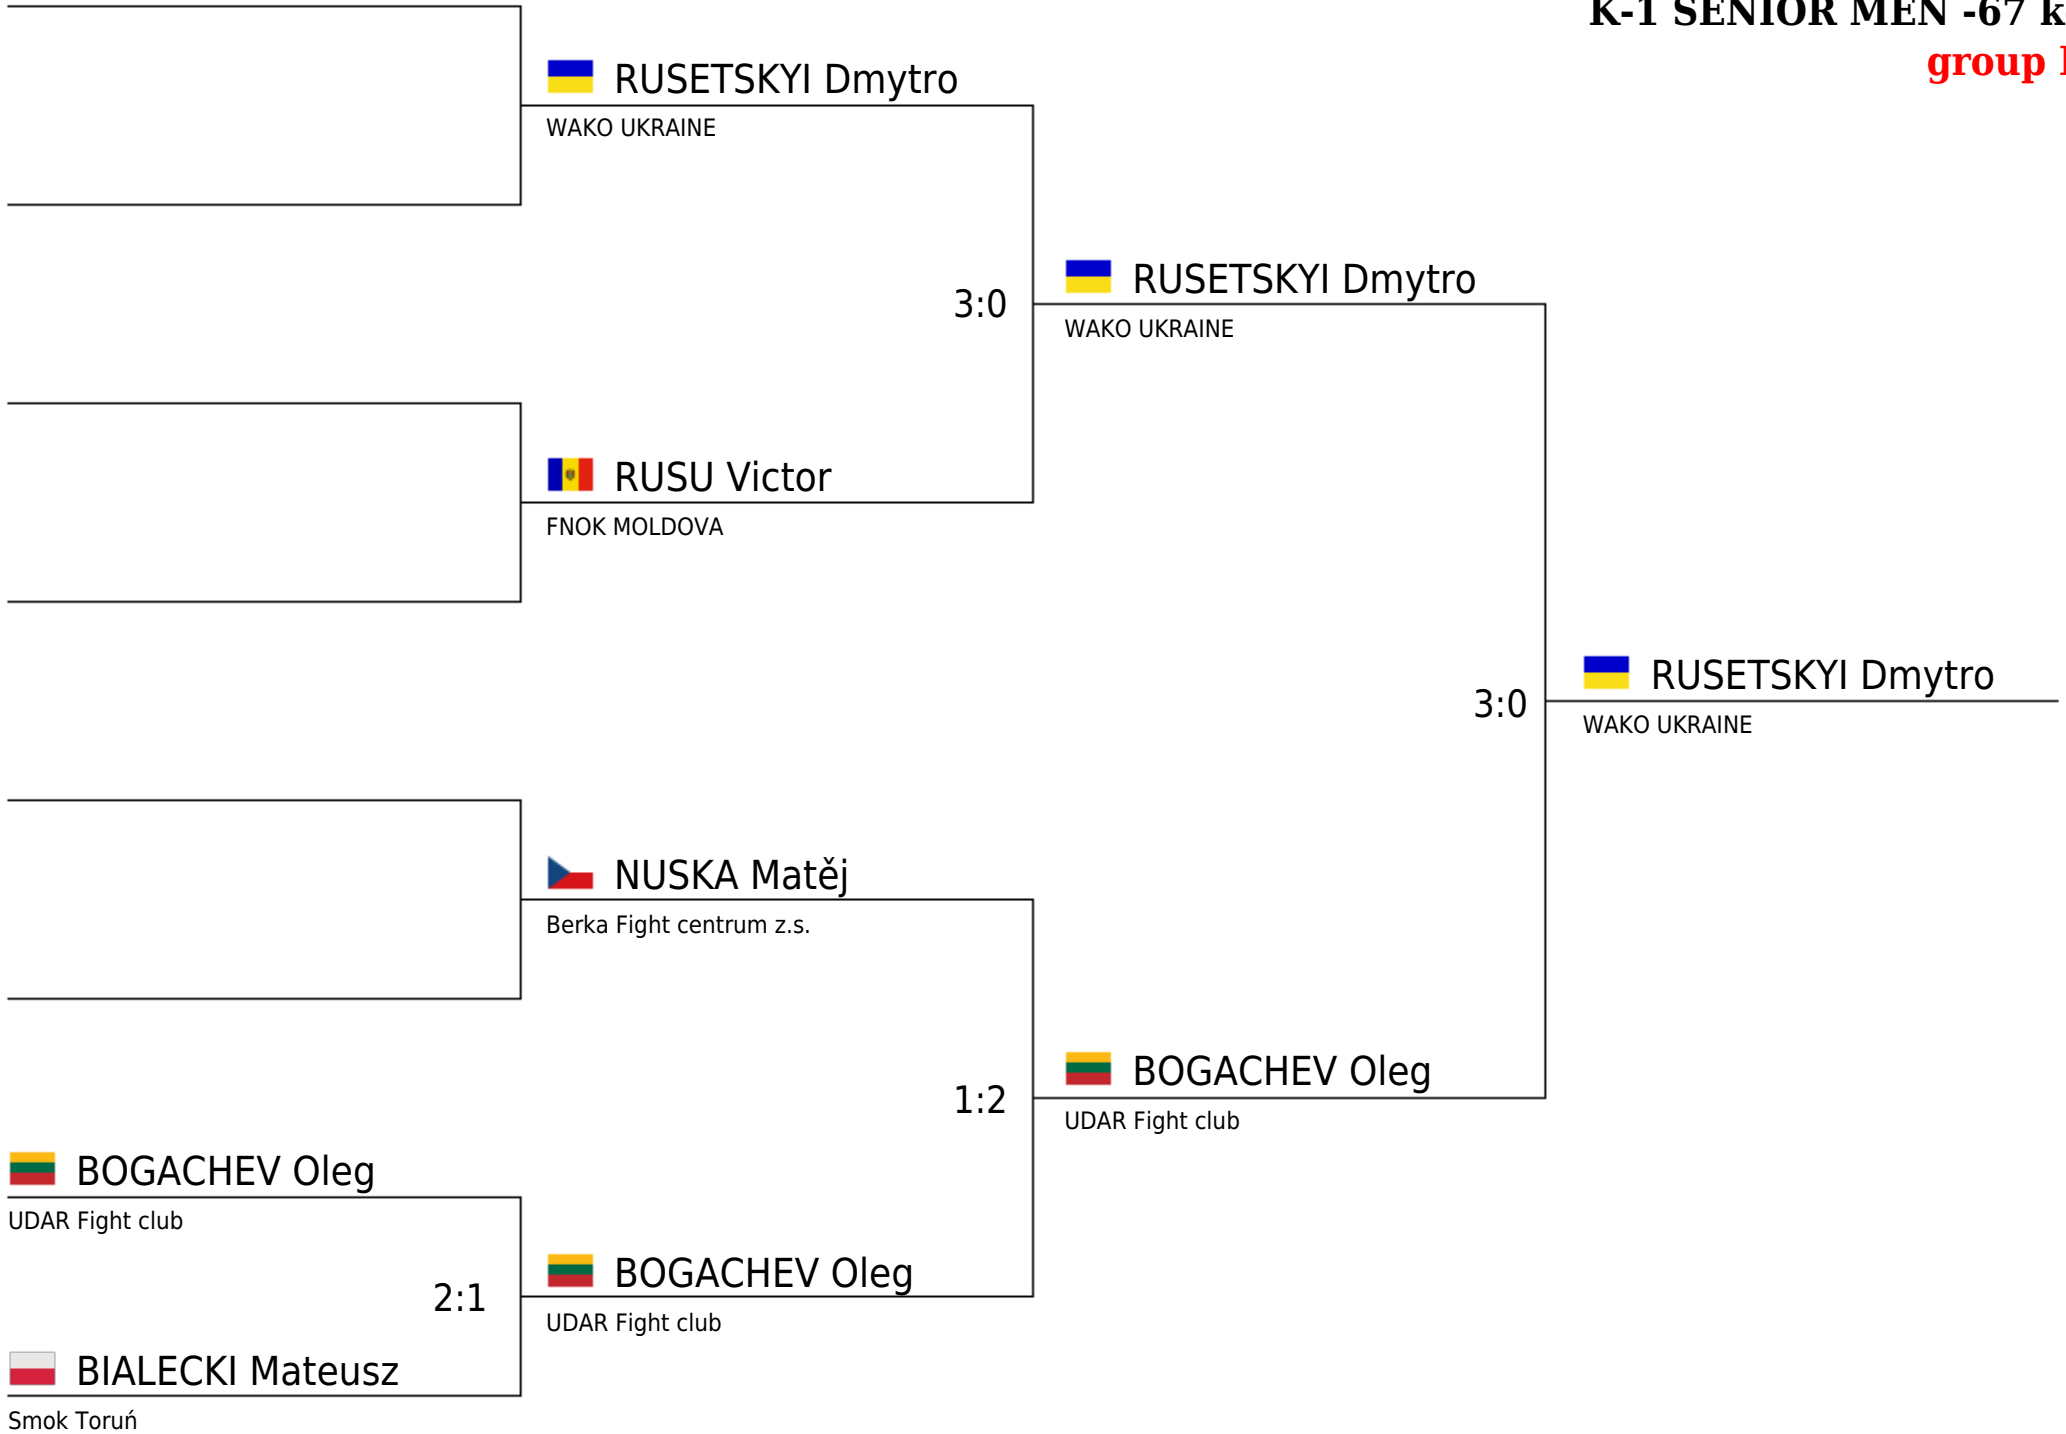 K-1 SENIOR MEN -67
group
RUSETSKYI Dmytro
WAKO UKRAINE
3:0
RUSETSKYI Dmytro
WAKO UKRAINE
RUSU Victor
FNOK MOLDOVA
3:0
RUSETSKYI Dmytro
WAKO UKRAINE
NUSKA Matěj
Berka Fight centrum z.s.
1:2
BOGACHEV Oleg
UDAR Fight club
BOGACHEV Oleg
UDAR Fight club
2:1
BOGACHEV Oleg
UDAR Fight club
BIALECKI Mateusz
Smok Toruń